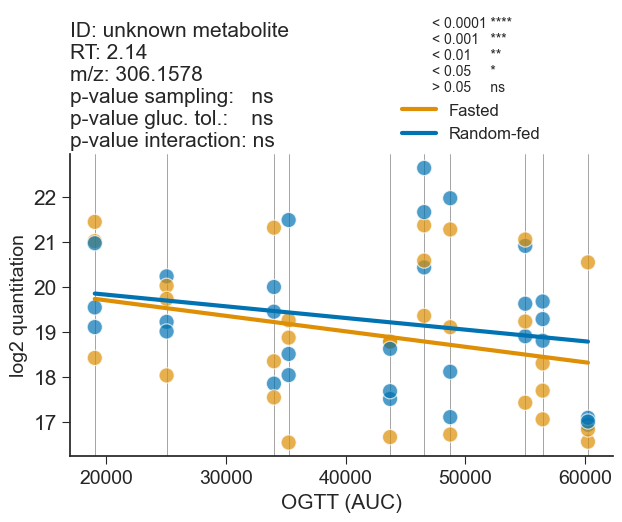 ID: unknown metabolite
RT: 2.14
m/z: 306.1578
p-value sampling: ns
p-value gluc. tol.: ns
p-value interaction: ns
< 0.0001 ****
< 0.001 ***
< 0.01 **
< 0.05 *
> 0.05 ns
Fasted
Random-fed
log2 quantitation
22
21
20
19
18
17
20000 30000 40000 50000 60000
OGTT (AUC)